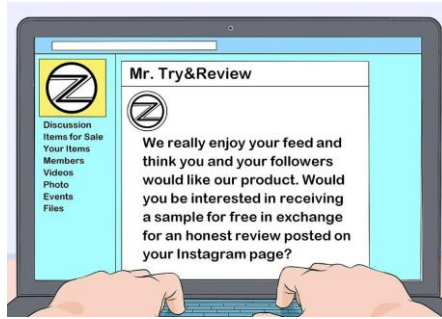 Mr. Try&Review
Discussion
Items for Sale
Your Items
Members
Videos
Photo
Events
Files
We really enjoy your feed and
think you and your followers
would like our product. Would
you be interested in receiving
a sample for free in exchange
for an honest review posted on
your Instagram page?